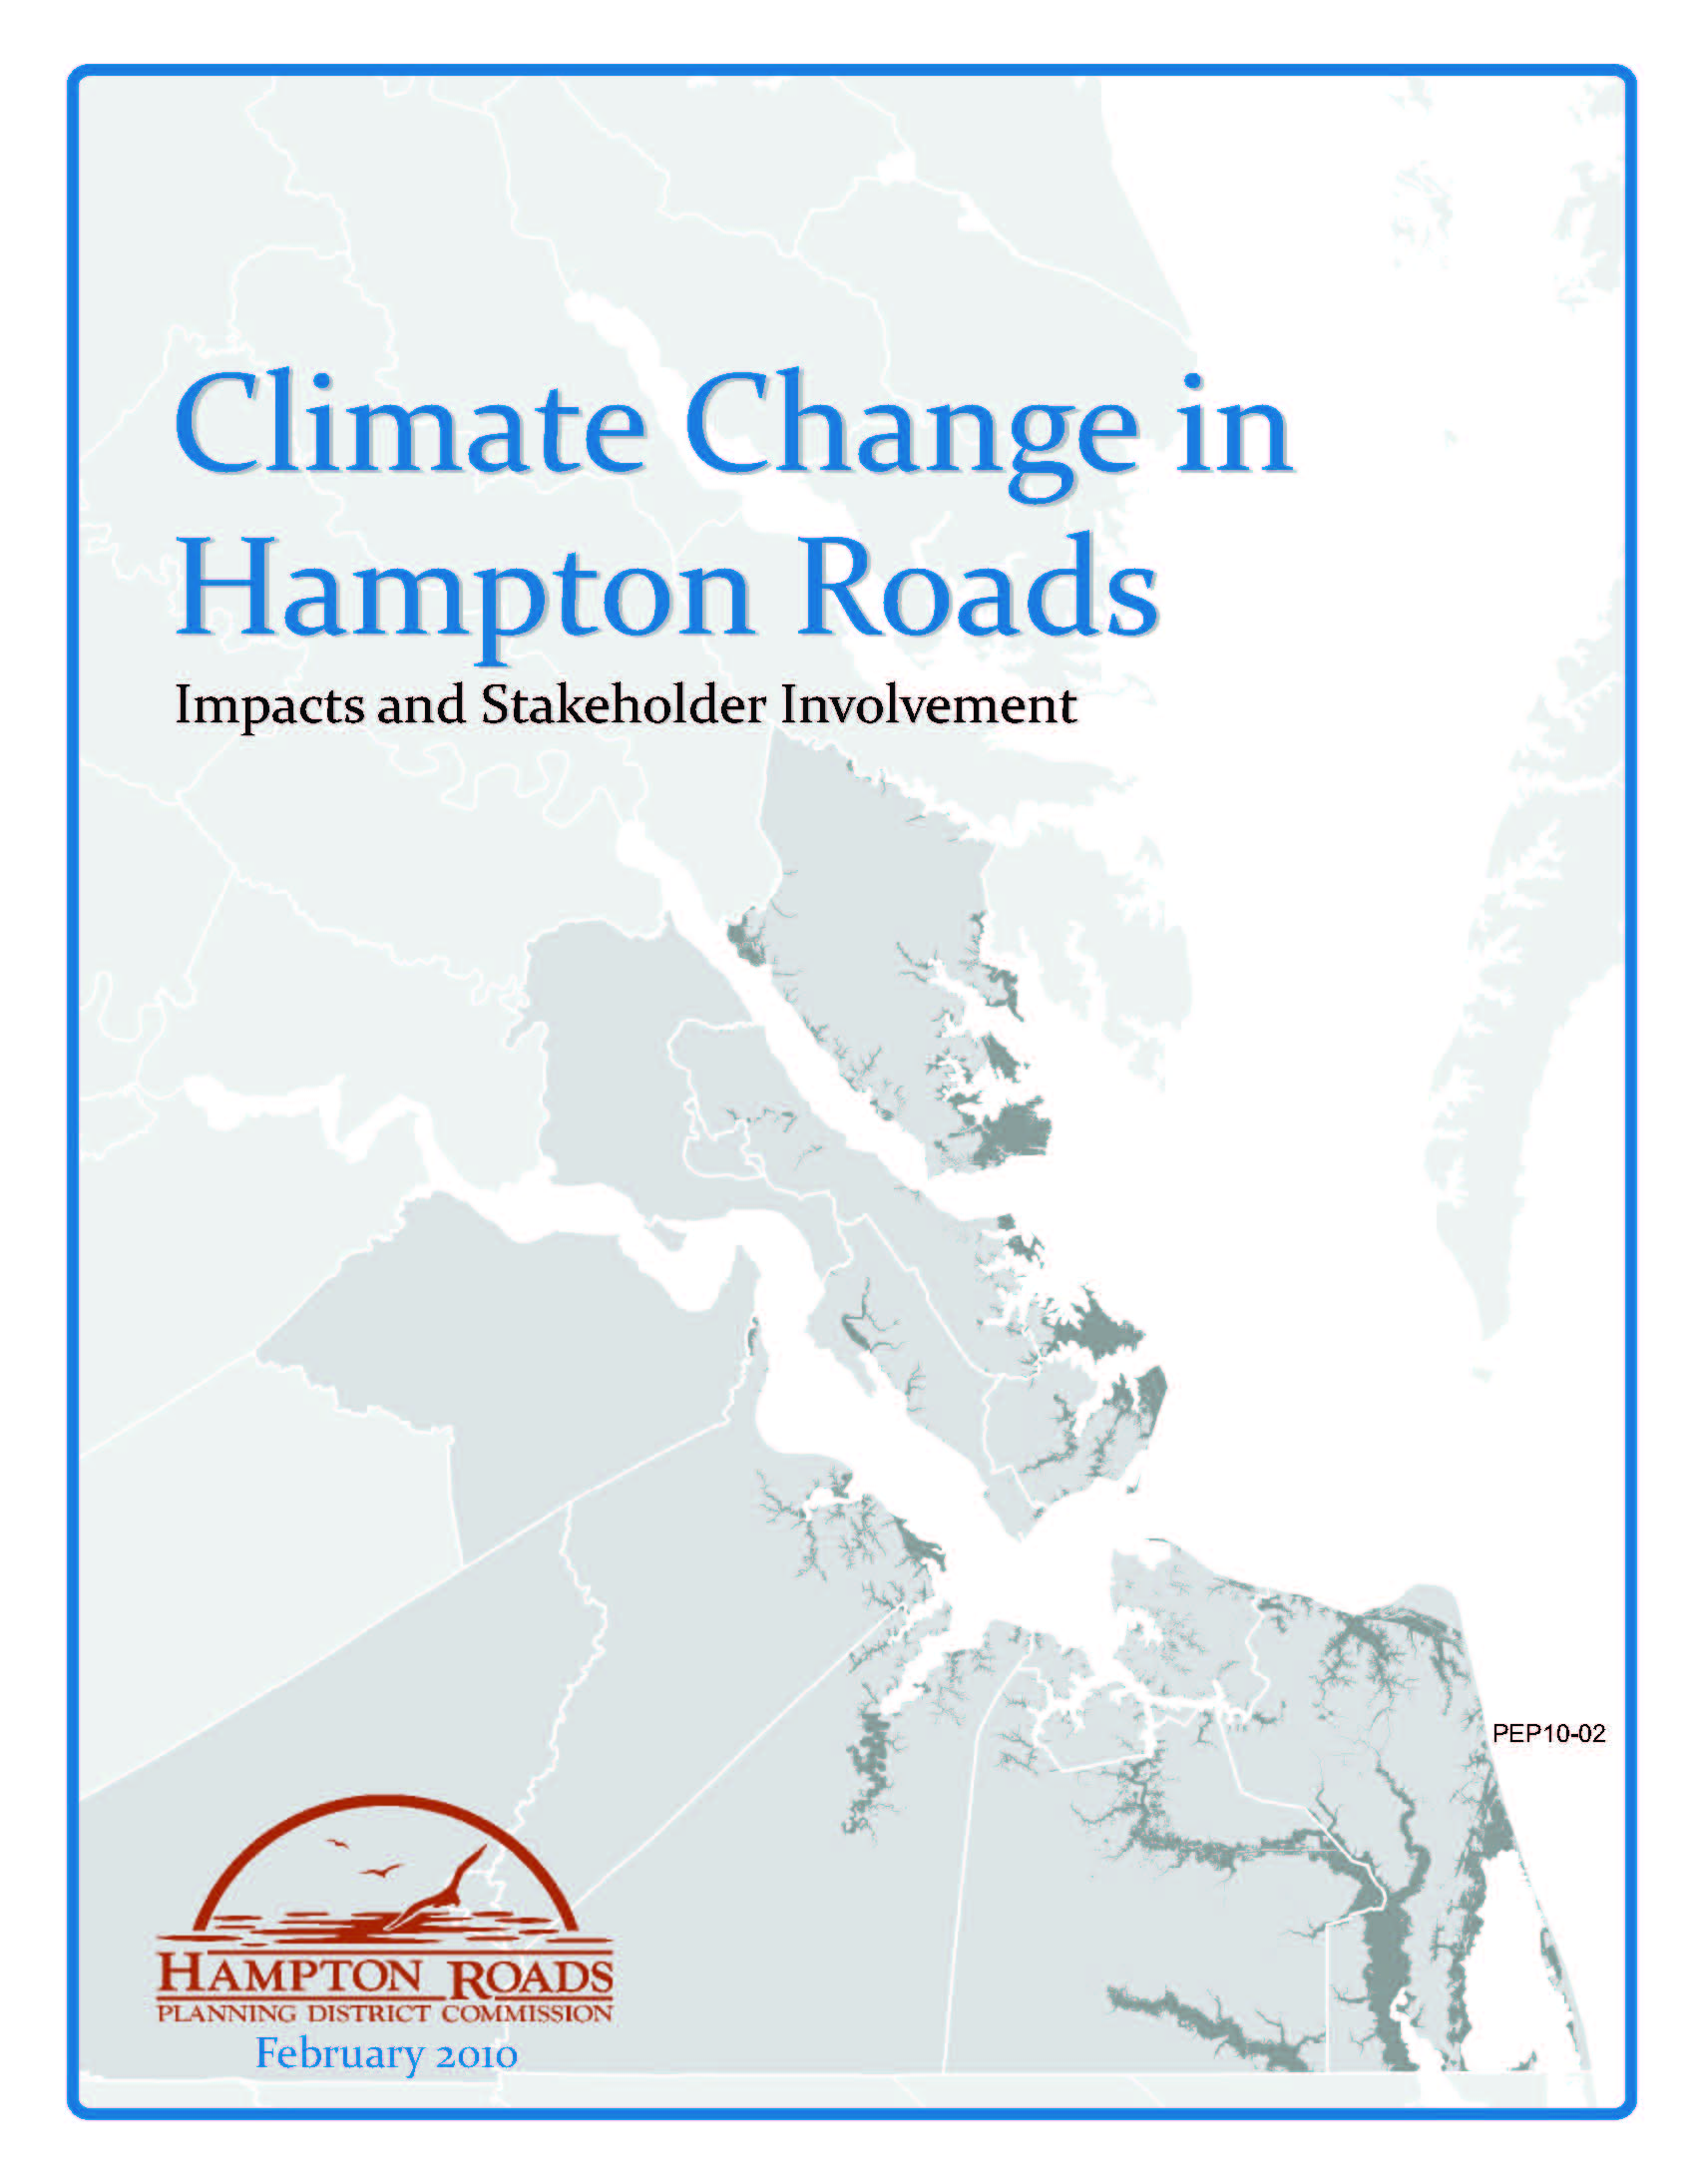 Climate Change in
Hampton Roads
Impacts and Stakeholder Involvement
PEP10-02
HAMPTON ROADS
PLANNING DISTRICT COMMISSION
February 2010